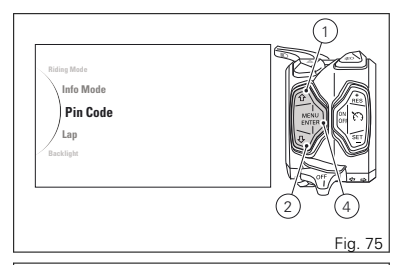 1
Riding Mode
Info Mode
Pin Code
Lap
Backlight
MENU
ENTER
RES
ON
OFF
SET
OFF
2
4
Fig. 75